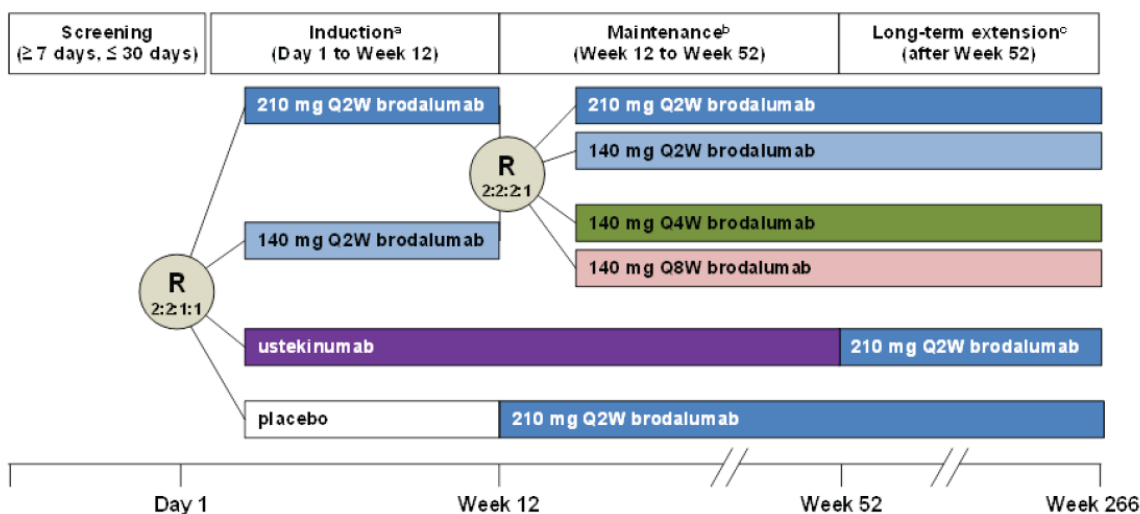 Screening
(≥ 7 days, ≤ 30 days)
Inductionᵃ
(Day 1 to Week 12)
Maintenanceᵇ
(Week 12 to Week 52)
Long-term extensionᶜ
(after Week 52)
210 mg Q2W brodalumab
210 mg Q2W brodalumab
140 mg Q2W brodalumab
R
2:2:2:1
140 mg Q4W brodalumab
140 mg Q2W brodalumab
140 mg Q8W brodalumab
R
2:2:1:1
ustekinumab
210 mg Q2W brodalumab
placebo
210 mg Q2W brodalumab
Day 1
Week 12
Week 52
Week 266